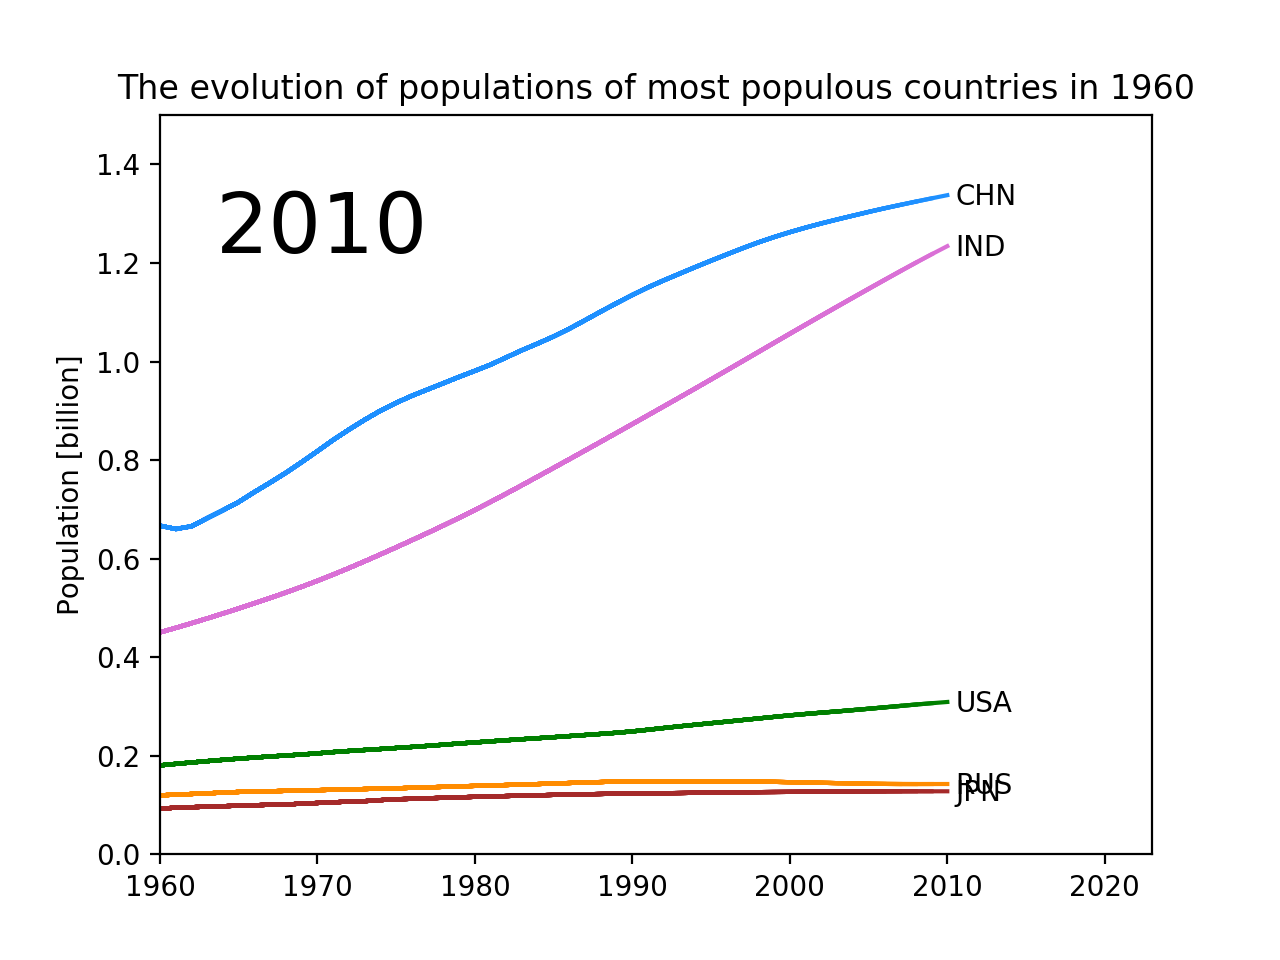 The evolution of populations of most populous countries in 1960
2010
Population [billion]
1.4
1.2
1.0
0.8
0.6
0.4
0.2
0.0
CHN
IND
USA
RUS
JPN
1960 1970 1980 1990 2000 2010 2020